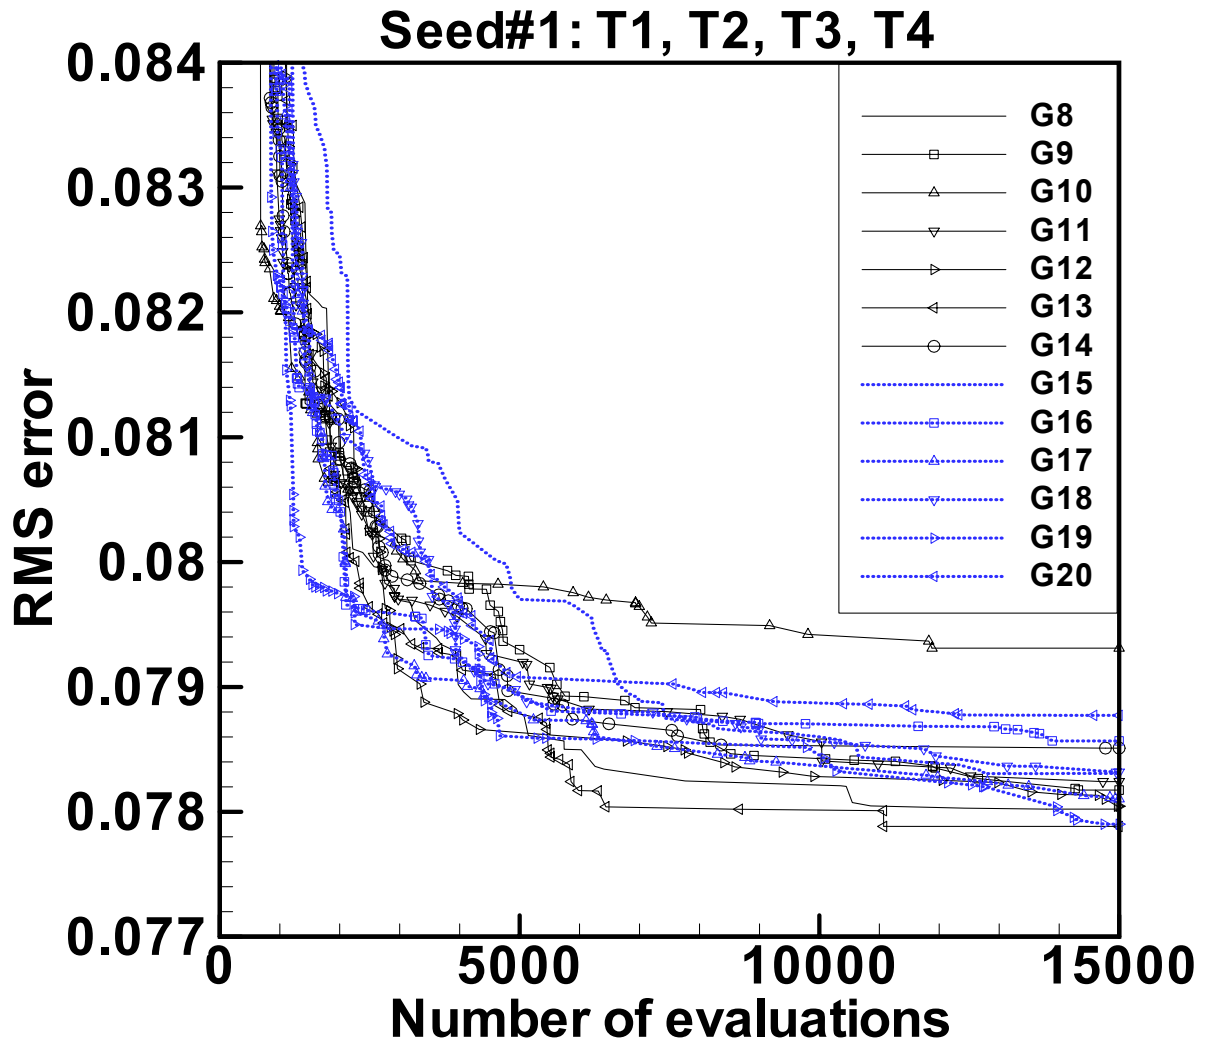 Seed#1: T1, T2, T3, T4
0.084
0.083
0.082
0.081
0.08
0.079
0.078
0.077
RMS error
G8
G9
G10
G11
G12
G13
G14
G15
G16
G17
G18
G19
G20
0 5000 10000 15000
Number of evaluations